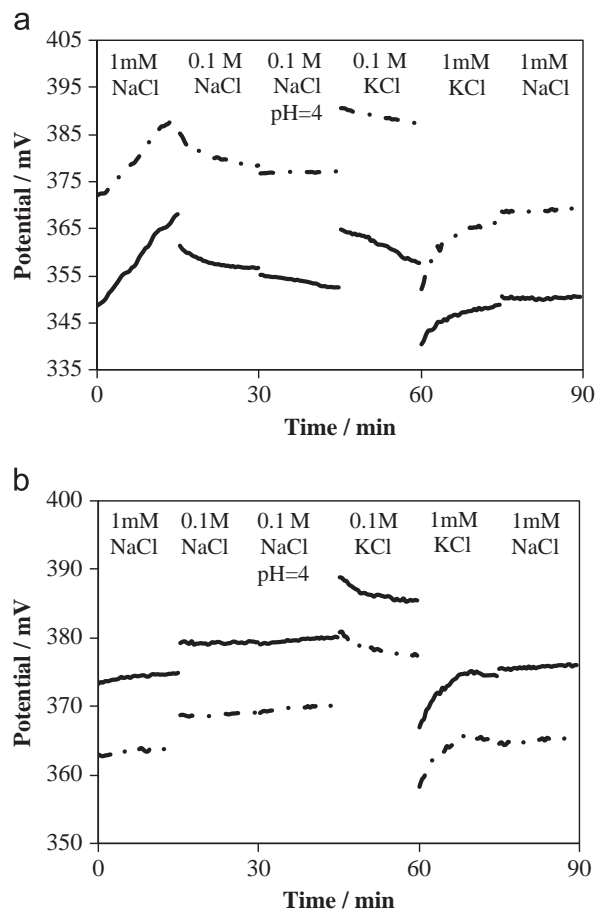 a
405
395
385
375
365
355
345
335
Potential / mV
1mM 0.1 M 0.1 M 0.1 M 1mM 1mM
NaCl NaCl NaCl KCl KCl NaCl
pH=4
0 30 60 90
Time / min
b
400
390
380
370
360
350
Potential / mV
1mM 0.1M 0.1 M 0.1M 1mM 1mM
NaCl NaCl NaCl KCl KCl NaCl
pH=4
0 30 60 90
Time / min